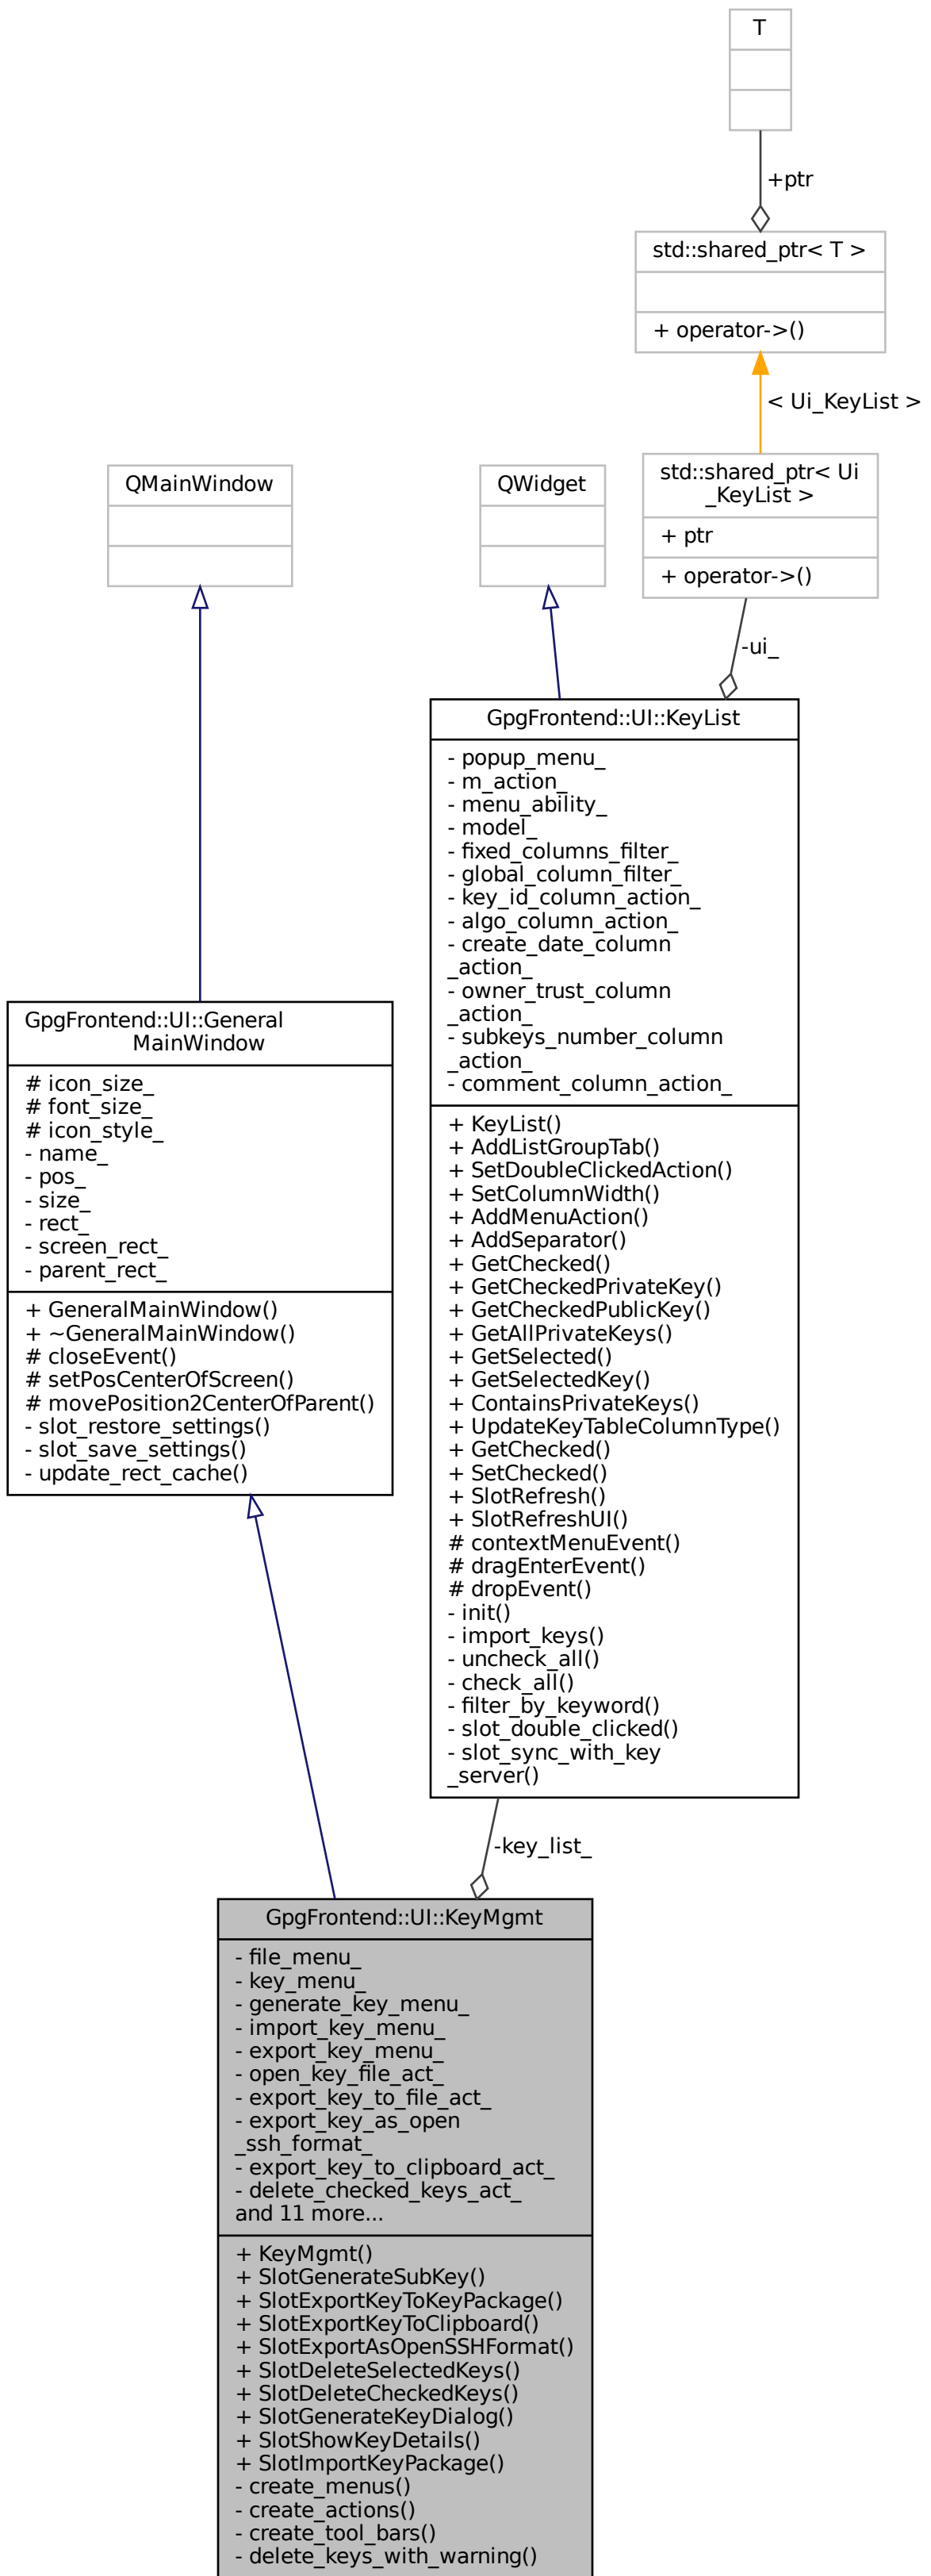 T
+ptr
std::shared_ptr< T >
+ operator->()
< Ui_KeyList >
QMainWindow
QWidget
std::shared_ptr< Ui
_KeyList >
+ ptr
+ operator->()
-ui_
GpgFrontend::UI::KeyList
- popup_menu_
- m_action_
- menu_ability_
- model_
- fixed_columns_filter_
- global_column_filter_
- key_id_column_action_
- algo_column_action_
- create_date_column
_action_
- owner_trust_column
_action_
- subkeys_number_column
_action_
- comment_column_action_
+ KeyList()
+ AddListGroupTab()
+ SetDoubleClickedAction()
+ SetColumnWidth()
+ AddMenuAction()
+ AddSeparator()
+ GetChecked()
+ GetCheckedPrivateKey()
+ GetCheckedPublicKey()
+ GetAllPrivateKeys()
+ GetSelected()
+ GetSelectedKey()
+ ContainsPrivateKeys()
+ UpdateKeyTableColumnType()
+ GetChecked()
+ SetChecked()
+ SlotRefresh()
+ SlotRefreshUI()
# contextMenuEvent()
# dragEnterEvent()
# dropEvent()
- init()
- import_keys()
- uncheck_all()
- check_all()
- filter_by_keyword()
- slot_double_clicked()
- slot_sync_with_key
_server()
GpgFrontend::UI::General
MainWindow
# icon_size_
# font_size_
# icon_style_
- name_
- pos_
- size_
- rect_
- screen_rect_
- parent_rect_
+ GeneralMainWindow()
+ ~GeneralMainWindow()
# closeEvent()
# setPosCenterOfScreen()
# movePosition2CenterOfParent()
- slot_restore_settings()
- slot_save_settings()
- update_rect_cache()
-key_list_
GpgFrontend::UI::KeyMgmt
- file_menu_
- key_menu_
- generate_key_menu_
- import_key_menu_
- export_key_menu_
- open_key_file_act_
- export_key_to_file_act_
- export_key_as_open
_ssh_format_
- export_key_to_clipboard_act_
- delete_checked_keys_act_
and 11 more...
+ KeyMgmt()
+ SlotGenerateSubKey()
+ SlotExportKeyToKeyPackage()
+ SlotExportKeyToClipboard()
+ SlotExportAsOpenSSHFormat()
+ SlotDeleteSelectedKeys()
+ SlotDeleteCheckedKeys()
+ SlotGenerateKeyDialog()
+ SlotShowKeyDetails()
+ SlotImportKeyPackage()
- create_menus()
- create_actions()
- create_tool_bars()
- delete_keys_with_warning()